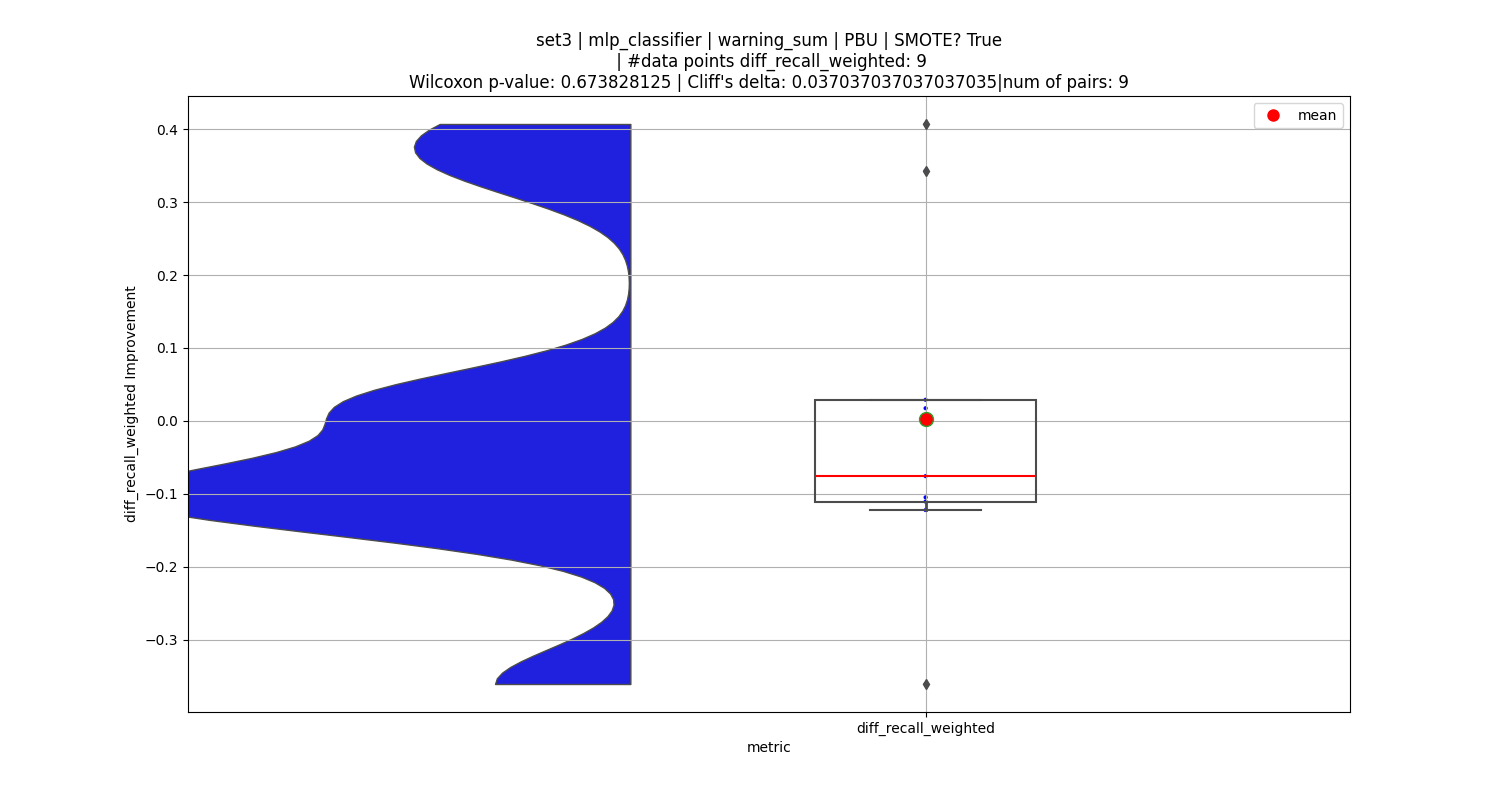 set3 | mlp_classifier | warning_sum | PBU | SMOTE? True
| #data points diff_recall_weighted: 9
Wilcoxon p-value: 0.673828125 | Cliff's delta: 0.037037037037037035|num of pairs: 9
mean
0.4
0.3
0.2
0.1
0.0
−0.1
−0.2
−0.3
diff_recall_weighted Improvement
diff_recall_weighted
metric